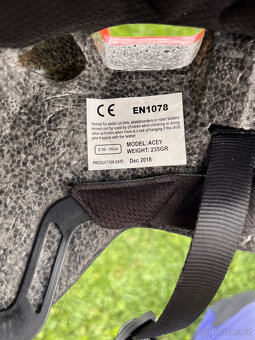 CE EN1078
Helmet for pedal cyclists, skateboarders or roller skaters
Helmet not be used by children while climbing or doing
other activities when there is a risk of hanging if the child
gets trapped with the helmet
S 50 - 55cm
MODEL: ACEY
WEIGHT: 235GR
PRODUCTION DATE: Dec 2018